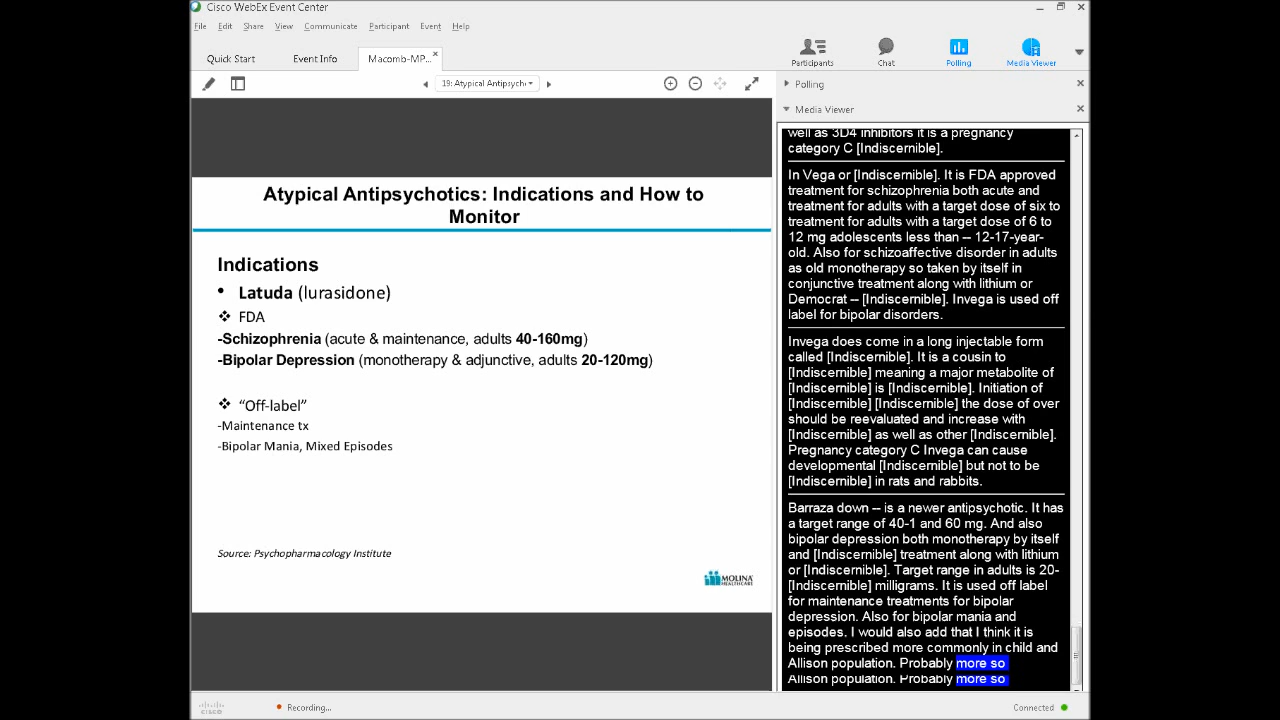 Cisco WebEx Event Center
File Edit Share View Communicate Participant Event Help
Quick Start Event Info Macomb-MP...
Participants Chat Polling Media Viewer
19: Atypical Antipsych
Polling
Media Viewer
Atypical Antipsychotics: Indications and How to
Monitor
Indications
• Latuda (lurasidone)
❖ FDA
-Schizophrenia (acute & maintenance, adults 40-160mg)
-Bipolar Depression (monotherapy & adjunctive, adults 20-120mg)
❖ “Off-label”
-Maintenance tx
-Bipolar Mania, Mixed Episodes
Source: Psychopharmacology Institute
MOLINA
HEALTHCARE
well as 3D4 inhibitors it is a pregnancy
category C [Indiscernible].
In Vega or [Indiscernible]. It is FDA approved
treatment for schizophrenia both acute and
treatment for adults with a target dose of six to
treatment for adults with a target dose of 6 to
12 mg adolescents less than -- 12-17-year-
old. Also for schizoaffective disorder in adults
as old monotherapy so taken by itself in
conjunctive treatment along with lithium or
Democrat -- [Indiscernible]. Invega is used off
label for bipolar disorders.
Invega does come in a long injectable form
called [Indiscernible]. It is a cousin to
[Indiscernible] meaning a major metabolite of
[Indiscernible] is [Indiscernible]. Initiation of
[Indiscernible] [Indiscernible] the dose of over
should be reevaluated and increase with
[Indiscernible] as well as other [Indiscernible].
Pregnancy category C Invega can cause
developmental [Indiscernible] but not to be
[Indiscernible] in rats and rabbits.
Barraza down -- is a newer antipsychotic. It has
a target range of 40-1 and 60 mg. And also
bipolar depression both monotherapy by itself
and [Indiscernible] treatment along with lithium
or [Indiscernible]. Target range in adults is 20-
[Indiscernible] milligrams. It is used off label
for maintenance treatments for bipolar
depression. Also for bipolar mania and
episodes. I would also add that I think it is
being prescribed more commonly in child and
Allison population. Probably more so
Allison population. Probably more so
CISCO
Recording...
Connected